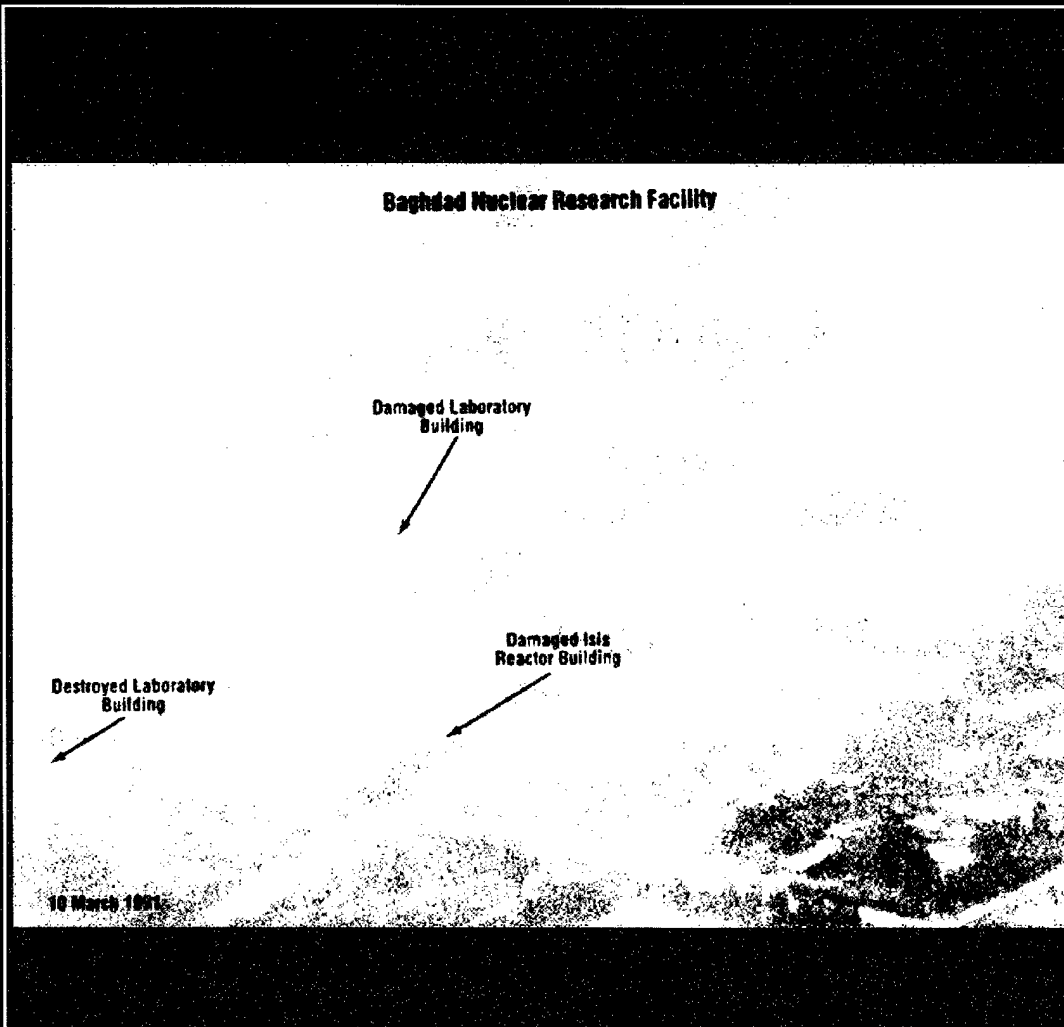 Baghdad Nuclear Research Facility
Damaged Laboratory
Building
Damaged Isis
Reactor Building
Destroyed Laboratory
Building
10 March 1991